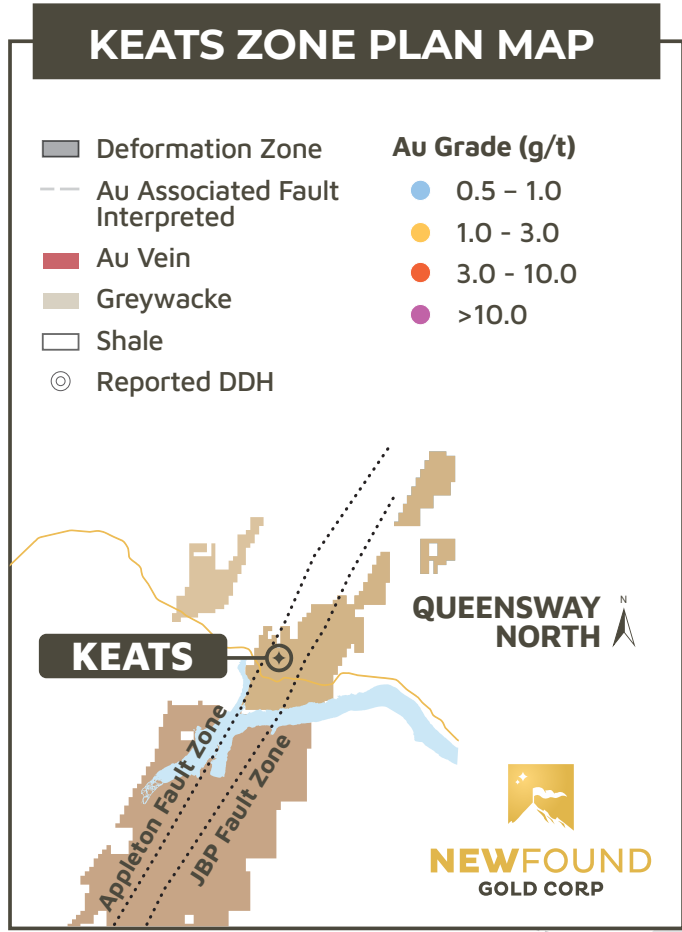 KEATS ZONE PLAN MAP
Deformation Zone
Au Associated Fault
Interpreted
Au Vein
Greywacke
Shale
Reported DDH
Au Grade (g/t)
0.5 – 1.0
1.0 - 3.0
3.0 - 10.0
>10.0
N
QUEENSWAY
NORTH
KEATS
Appleton Fault Zone
JBP Fault Zone
NEWFOUND
GOLD CORP